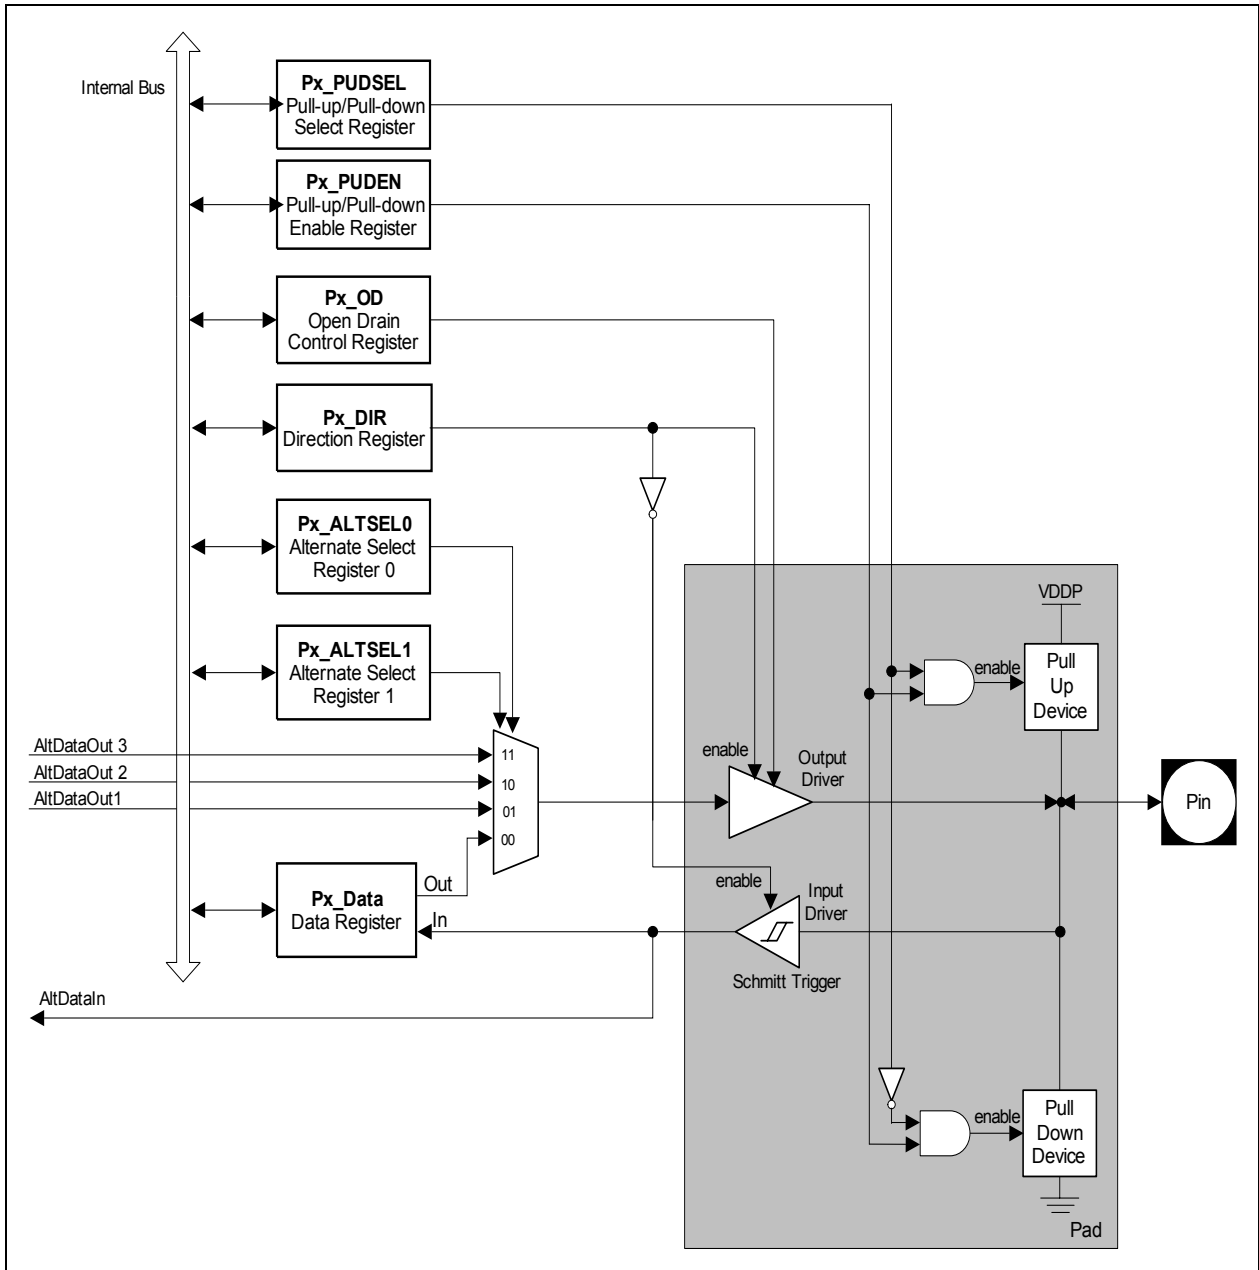 Internal Bus
Px_PUDSEL
Pull-up/Pull-down
Select Register
Px_PUDEN
Pull-up/Pull-down
Enable Register
Px_OD
Open Drain
Control Register
Px_DIR
Direction Register
Px_ALTSEL0
Alternate Select
Register 0
Px_ALTSEL1
Alternate Select
Register 1
AltDataOut 3
AltDataOut 2
AltDataOut1
11
10
01
00
Px_Data
Data Register
Out
In
AltDataIn
enable
Output
Driver
enable
Input
Driver
Schmitt Trigger
VDDP
enable
Pull
Up
Device
Pin
enable
Pull
Down
Device
Pad